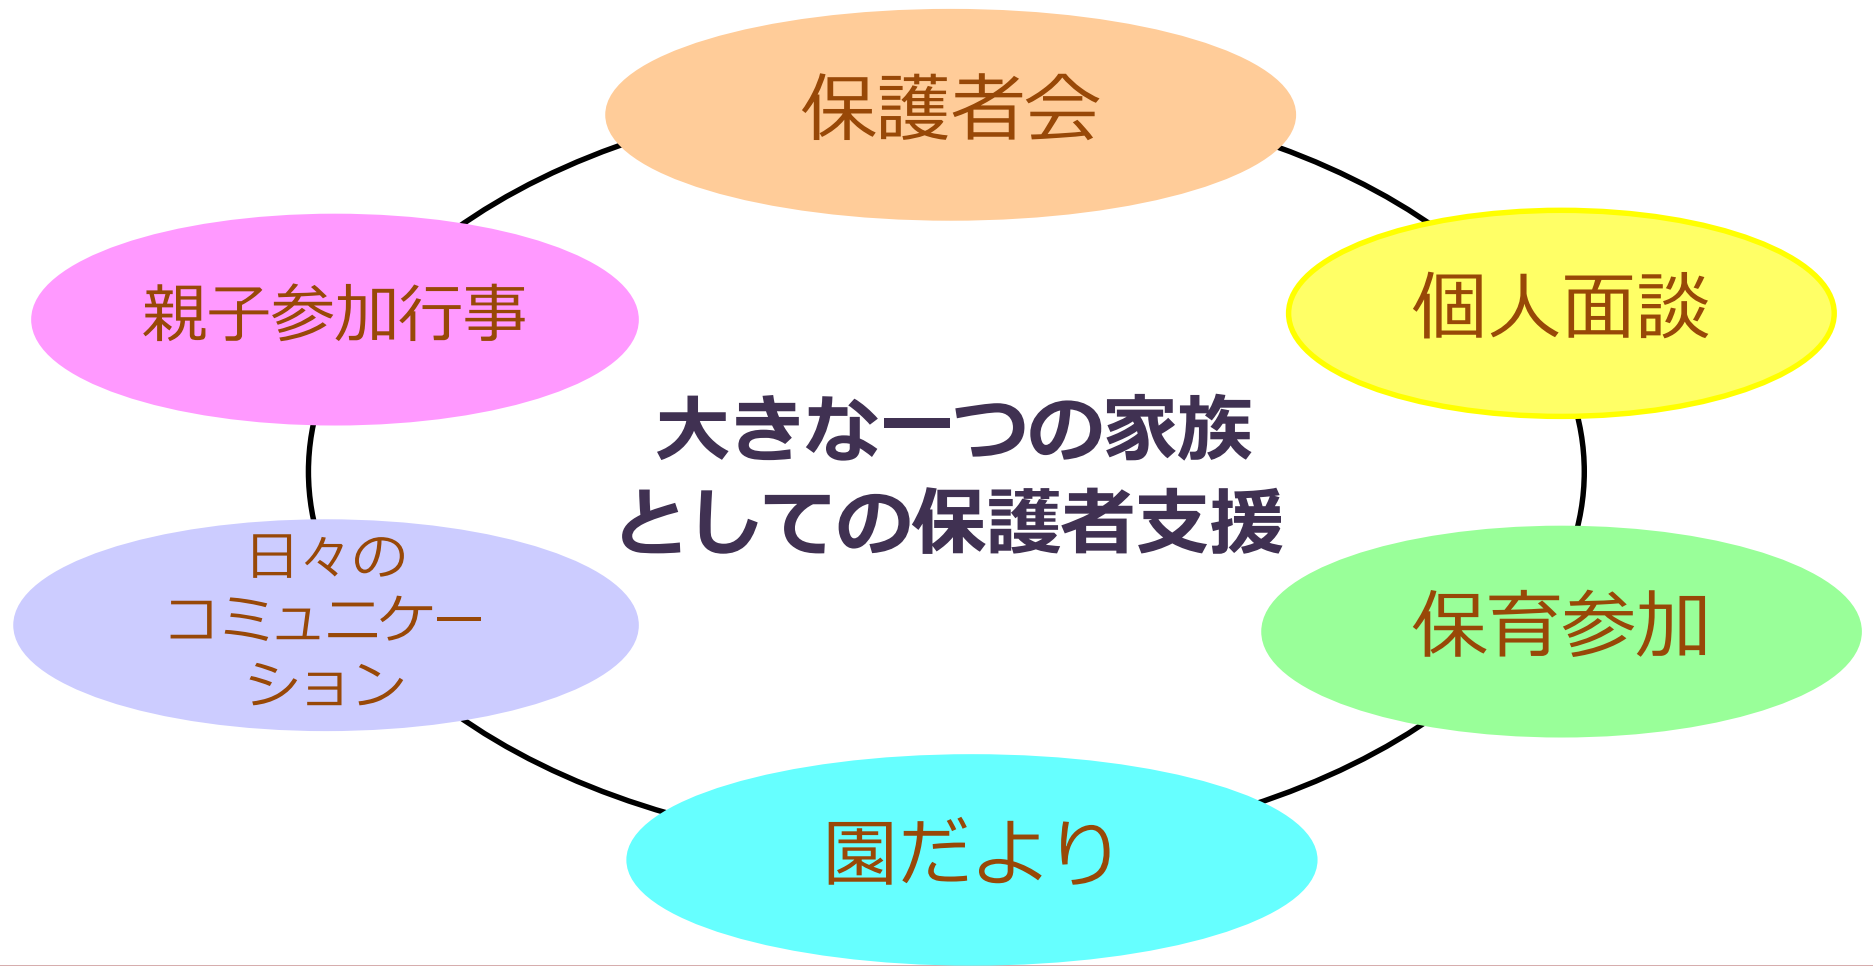 保護者会
親子参加行事
個人面談
大きな一つの家族
としての保護者支援
日々の
コミュニケー
ション
保育参加
園だより